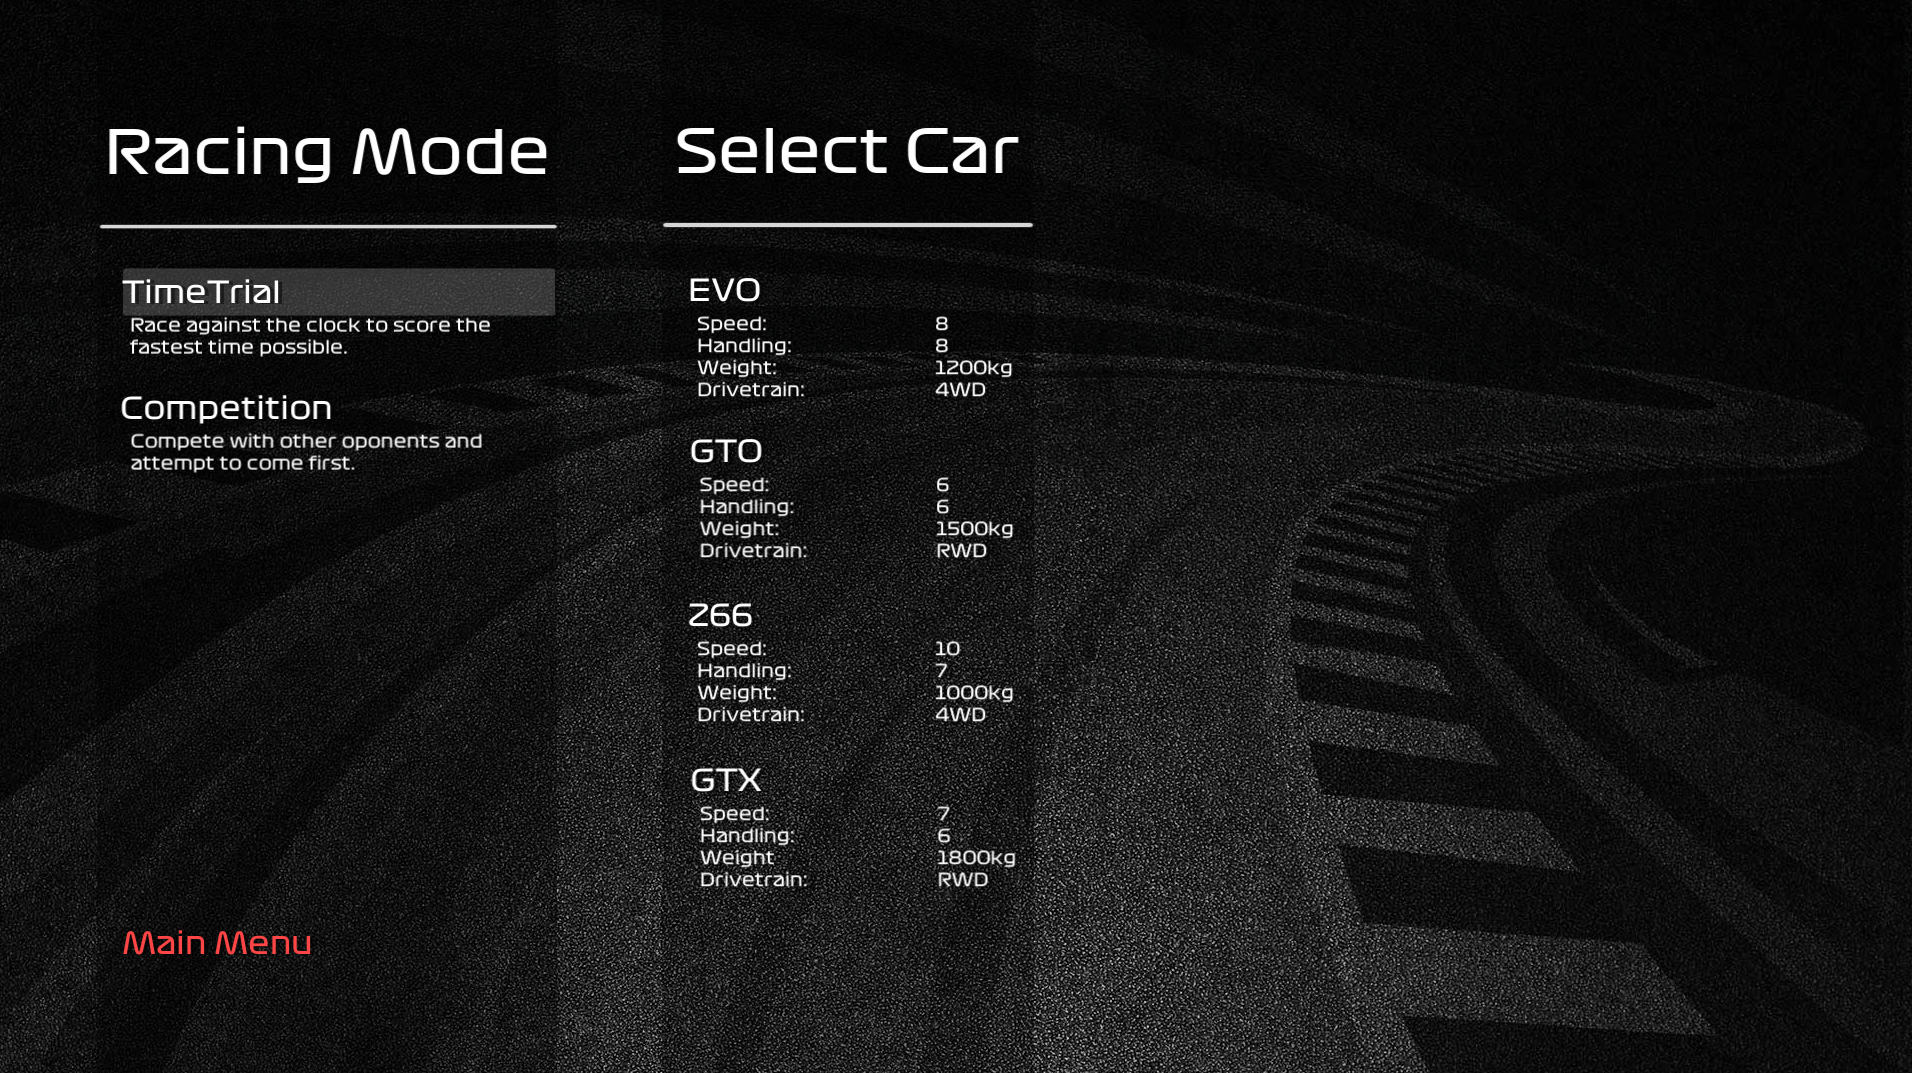 Racing Mode
TimeTrial
Race against the clock to score the
fastest time possible.
Competition
Compete with other oponents and
attempt to come first.
Main Menu
Select Car
EVO
Speed: 8
Handling: 8
Weight: 1200kg
Drivetrain: 4WD
GTO
Speed: 6
Handling: 6
Weight: 1500kg
Drivetrain: RWD
Z66
Speed: 10
Handling: 7
Weight: 1000kg
Drivetrain: 4WD
GTX
Speed: 7
Handling: 6
Weight 1800kg
Drivetrain: RWD